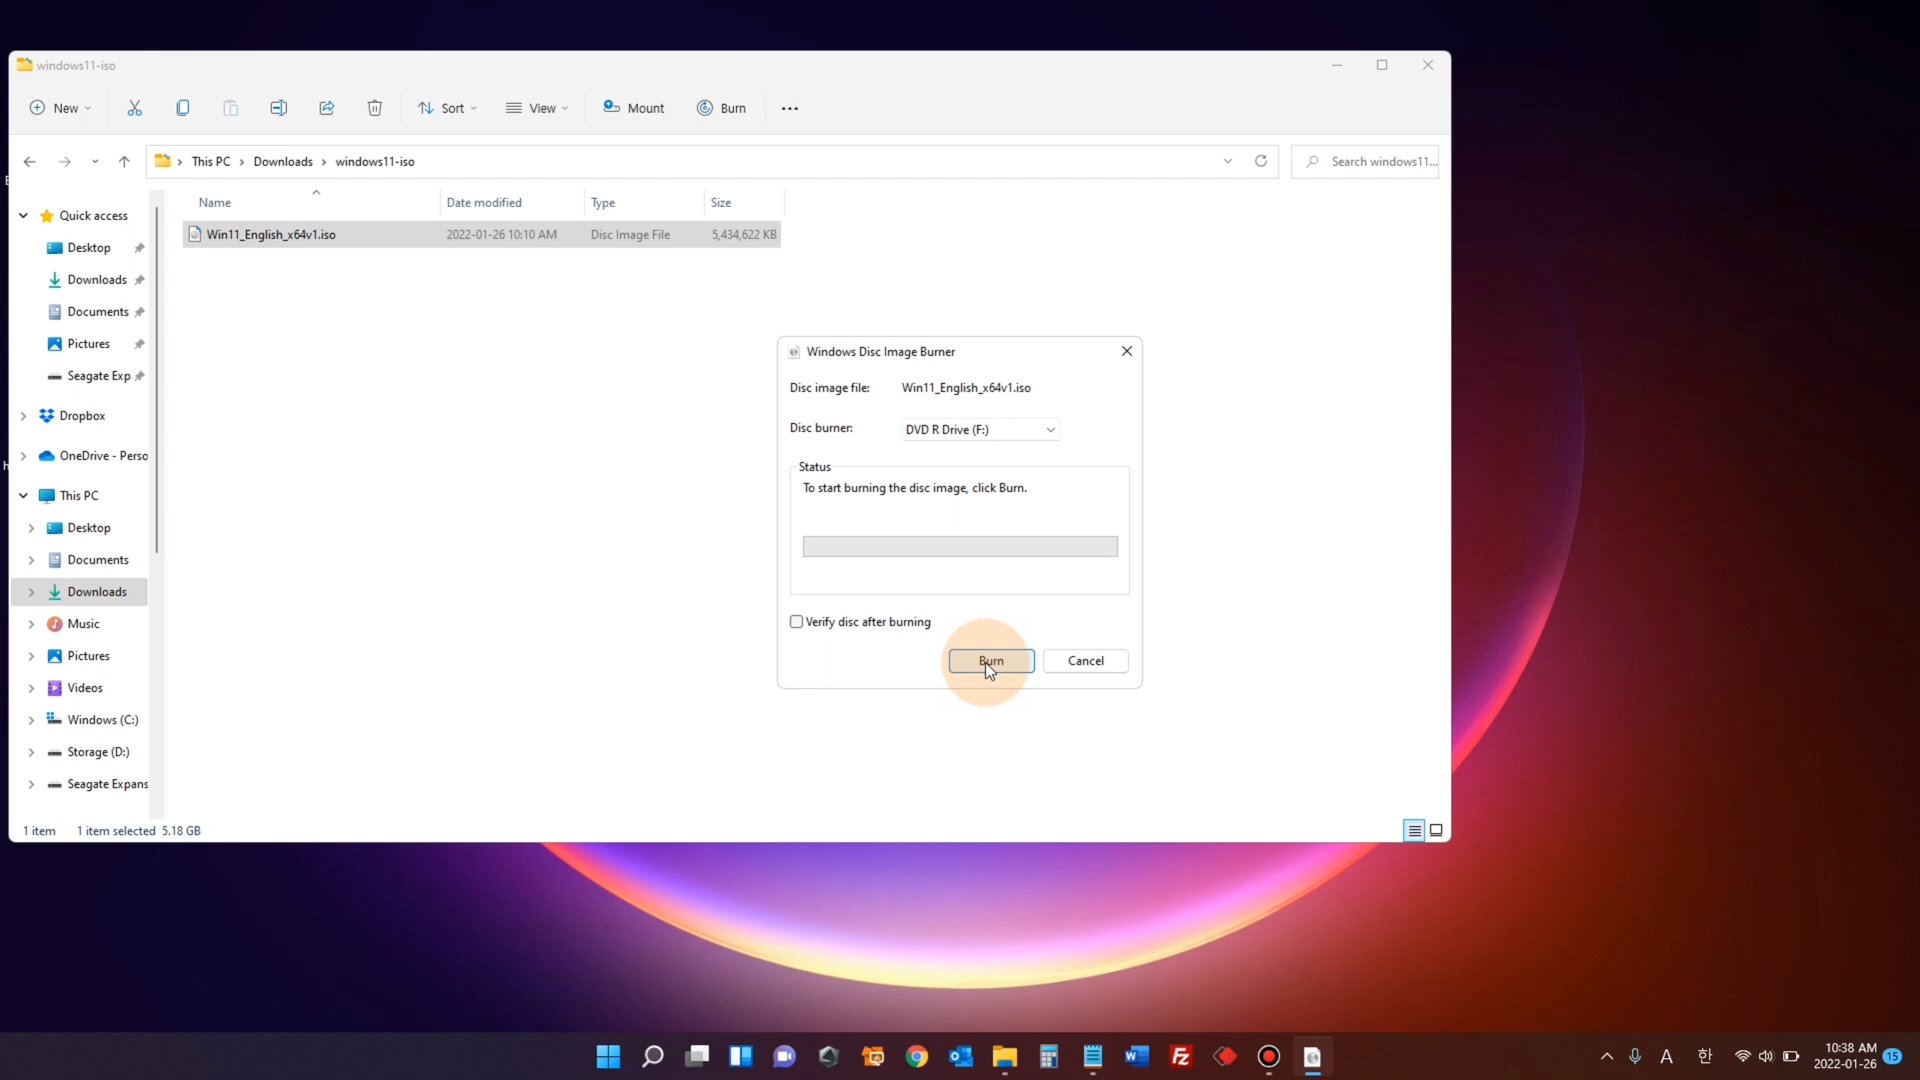 windows11-iso
New
Sort
View
Mount
Burn
This PC > Downloads > windows11-iso
Search windows11...
Name
Date modified
Type
Size
Win11_English_x64v1.iso
2022-01-26 10:10 AM
Disc Image File
5,434,622 KB
Quick access
Desktop
Downloads
Documents
Pictures
Seagate Exp
Dropbox
OneDrive - Perso
This PC
Desktop
Documents
Downloads
Music
Pictures
Videos
Windows (C:)
Storage (D:)
Seagate Expans
1 item
1 item selected 5.18 GB
Windows Disc Image Burner
Disc image file:
Win11_English_x64v1.iso
Disc burner:
DVD R Drive (F:)
Status
To start burning the disc image, click Burn.
Verify disc after burning
Burn
Cancel
A
한
10:38 AM
2022-01-26
15